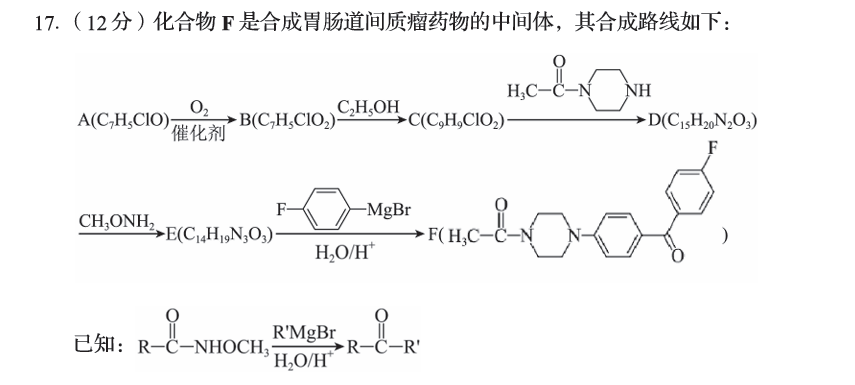 17.（12分）化合物 F 是合成胃肠道间质瘤药物的中间体，其合成路线如下：
O
H₃C—C—N NH
A(C₇H₅ClO) O₂ 催化剂 B(C₇H₅ClO₂) C₂H₅OH C(C₉H₉ClO₂) D(C₁₅H₂₀N₂O₃)
F
CH₃ONH₂ E(C₁₄H₁₉N₃O₃) F— —MgBr H₂O/H⁺ F( H₃C—C—N N— O O )
已知： R—C—NHOCH₃ R'MgBr H₂O/H⁺ R—C—R' O O